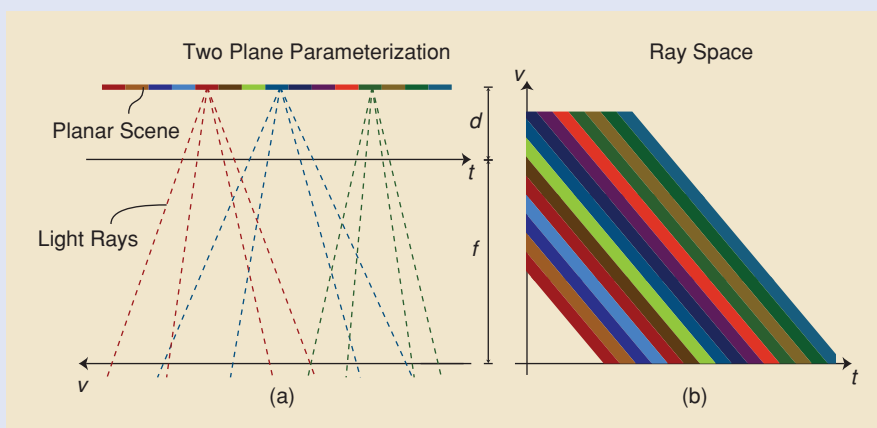 Two Plane Parameterization
Planar Scene
t
Light Rays
v
d
f
(a)
Ray Space
v
t
(b)